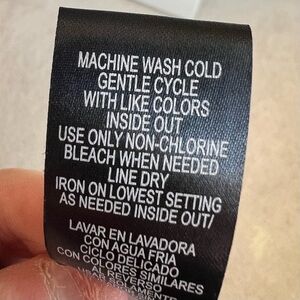 MACHINE WASH COLD
GENTLE CYCLE
WITH LIKE COLORS
INSIDE OUT
USE ONLY NON-CHLORINE
BLEACH WHEN NEEDED
LINE DRY
IRON ON LOWEST SETTING
AS NEEDED INSIDE OUT/
LAVAR EN LAVADORA
CON AGUA FRIA
CICLO DELICADO
CON COLORES SIMILARES
AL REVERSO